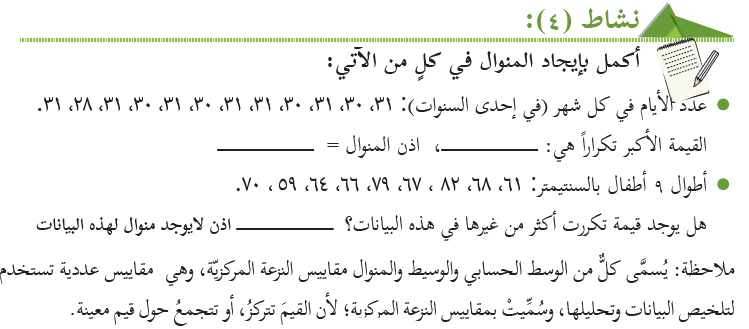 نشاط (٤):
أكمل بإيجاد المنوال في كلٍ من الآتي:
● عدد الأيام في كل شهر (في إحدى السنوات): ٣١، ٢٨، ٣١، ٣٠، ٣١، ٣٠، ٣١، ٣١، ٣٠، ٣١، ٣٠، ٣١.
القيمة الأكبر تكراراً هي: ــــــــــــــــ، اذن المنوال = ــــــــــــــــ
● أطوال ٩ أطفال بالسنتيمتر: ٦١، ٦٨، ٨٢ ، ٦٧، ٧٩، ٦٦، ٦٤، ٥٩ ، ٧٠.
هل يوجد قيمة تكررت أكثر من غيرها في هذه البيانات؟ ــــــــــــــــ اذن لايوجد منوال لهذه البيانات
ملاحظة: يُسمَّى كلٌّ من الوسط الحسابي والوسيط والمنوال مقاييس النزعة المركزيّة، وهي مقاييس عددية تستخدم
لتلخيص البيانات وتحليلها، وسُمِّيتْ بمقاييس النزعة المركزية؛ لأن القيمَ تتركزُ، أو تتجمعُ حول قيم معينة.